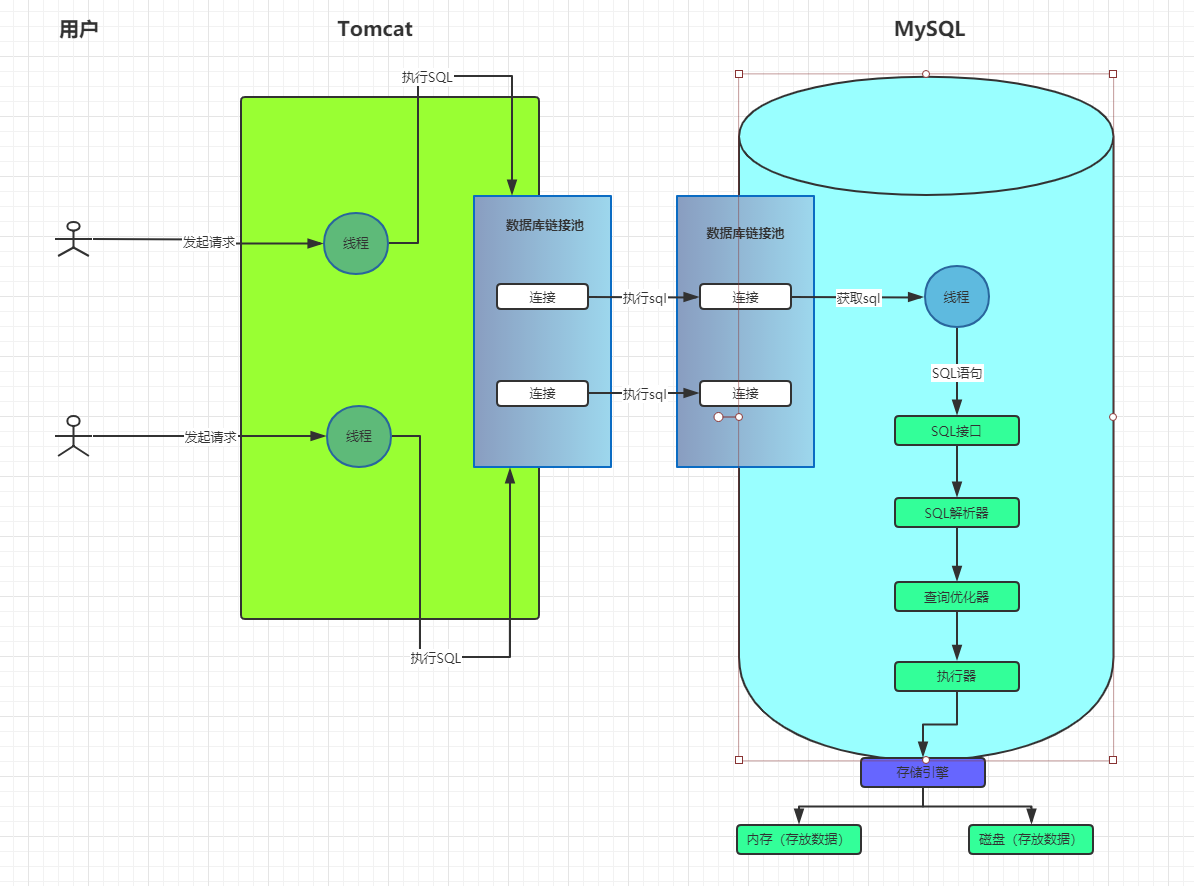 用户
Tomcat
MySQL
执行SQL
数据库链接池
数据库链接池
发起请求
线程
连接
执行sql
连接
获取sql
线程
SQL语句
连接
执行sql
连接
发起请求
线程
SQL接口
SQL解析器
查询优化器
执行SQL
执行器
存储引擎
内存（存放数据）
磁盘（存放数据）